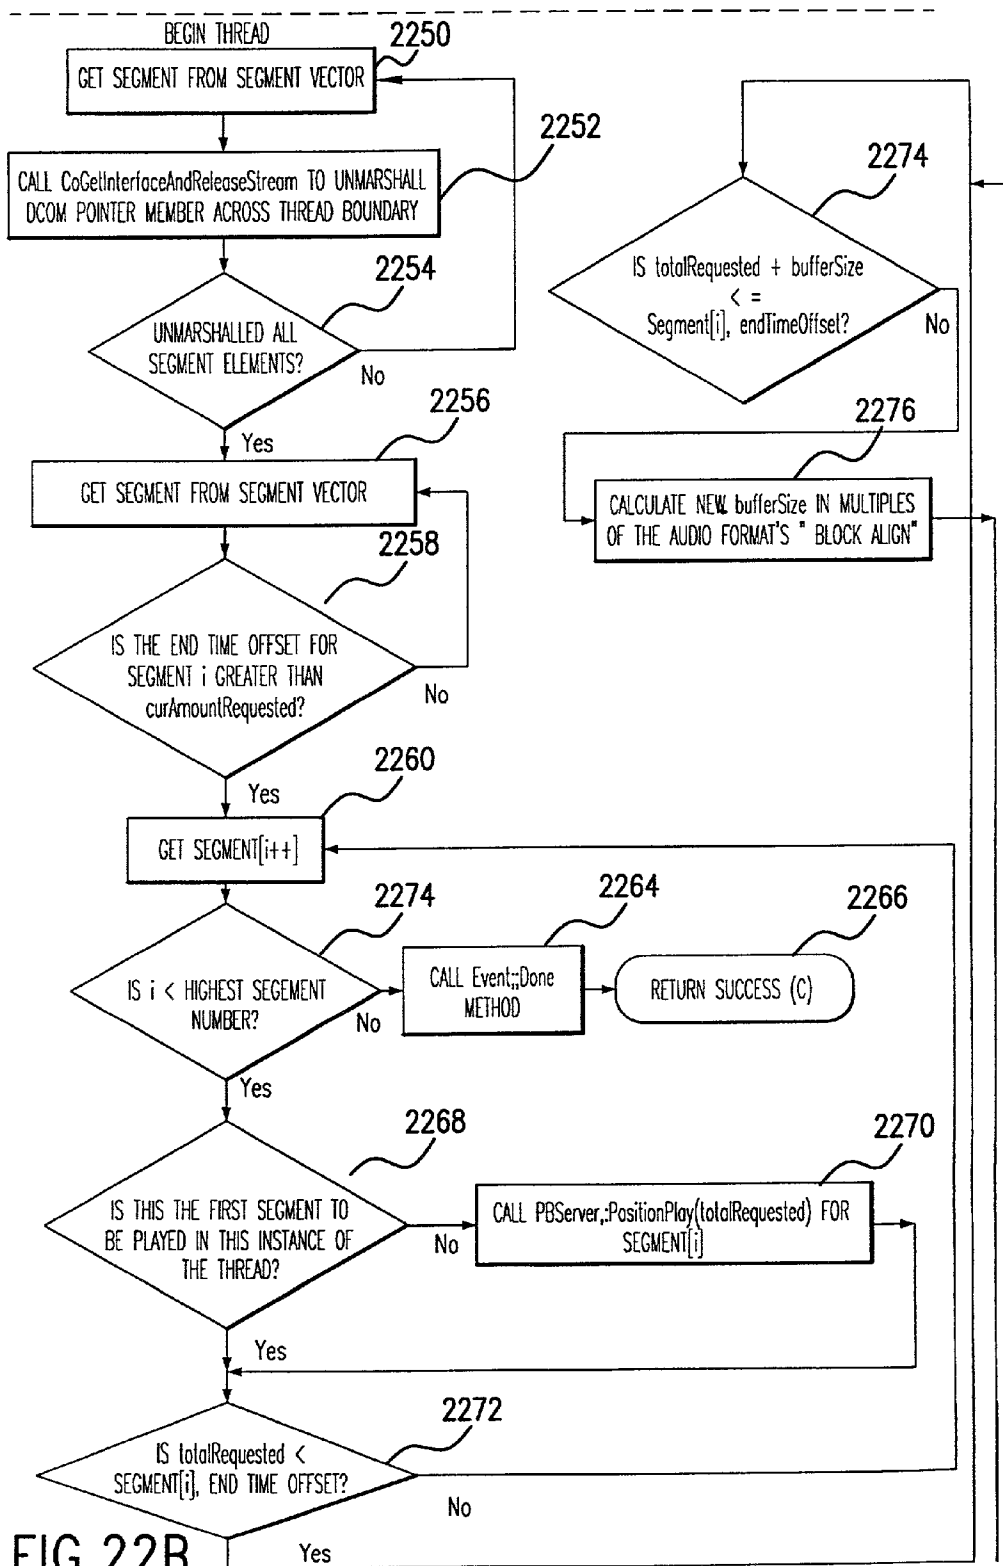 BEGIN THREAD
2250
GET SEGMENT FROM SEGMENT VECTOR
2252
CALL CoGetInterfaceAndReleaseStream TO UNMARSHALL
DCOM POINTER MEMBER ACROSS THREAD BOUNDARY
2254
UNMARSHALLED ALL
SEGMENT ELEMENTS?
No
Yes
2256
GET SEGMENT FROM SEGMENT VECTOR
2258
IS THE END TIME OFFSET FOR
SEGMENT i GREATER THAN
curAmountRequested?
No
Yes
2260
GET SEGMENT[i++]
2274
IS i < HIGHEST SEGEMENT
NUMBER?
No
Yes
2264
CALL Event;;Done
METHOD
2266
RETURN SUCCESS (C)
2268
IS THIS THE FIRST SEGMENT TO
BE PLAYED IN THIS INSTANCE OF
THE THREAD?
No
Yes
2270
CALL PBServer,:PositionPlay(totalRequested) FOR
SEGMENT[i]
2272
IS totalRequested <
SEGMENT[i], END TIME OFFSET?
No
Yes
2274
IS totalRequested + bufferSize
< =
Segment[i], endTimeOffset?
No
2276
CALCULATE NEW bufferSize IN MULTIPLES
OF THE AUDIO FORMAT'S " BLOCK ALIGN"
FIG. 22B